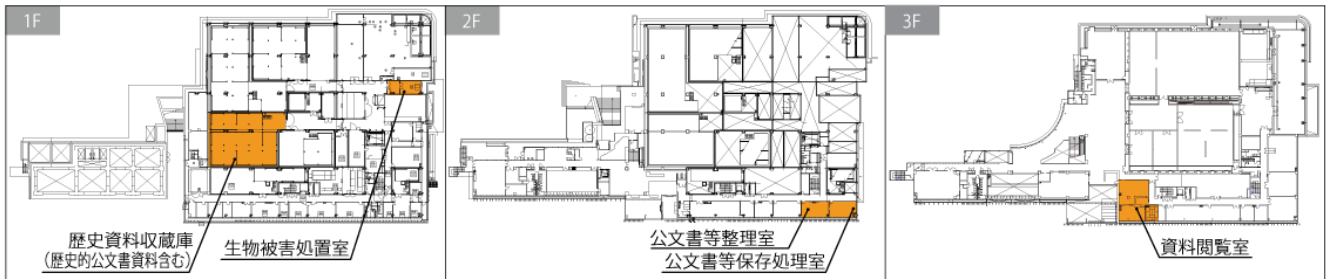 1F
2F
3F
歴史資料収蔵庫
(歴史的公文書資料含む)
生物被害処置室
公文書等整理室
公文書等保存処理室
資料閲覧室